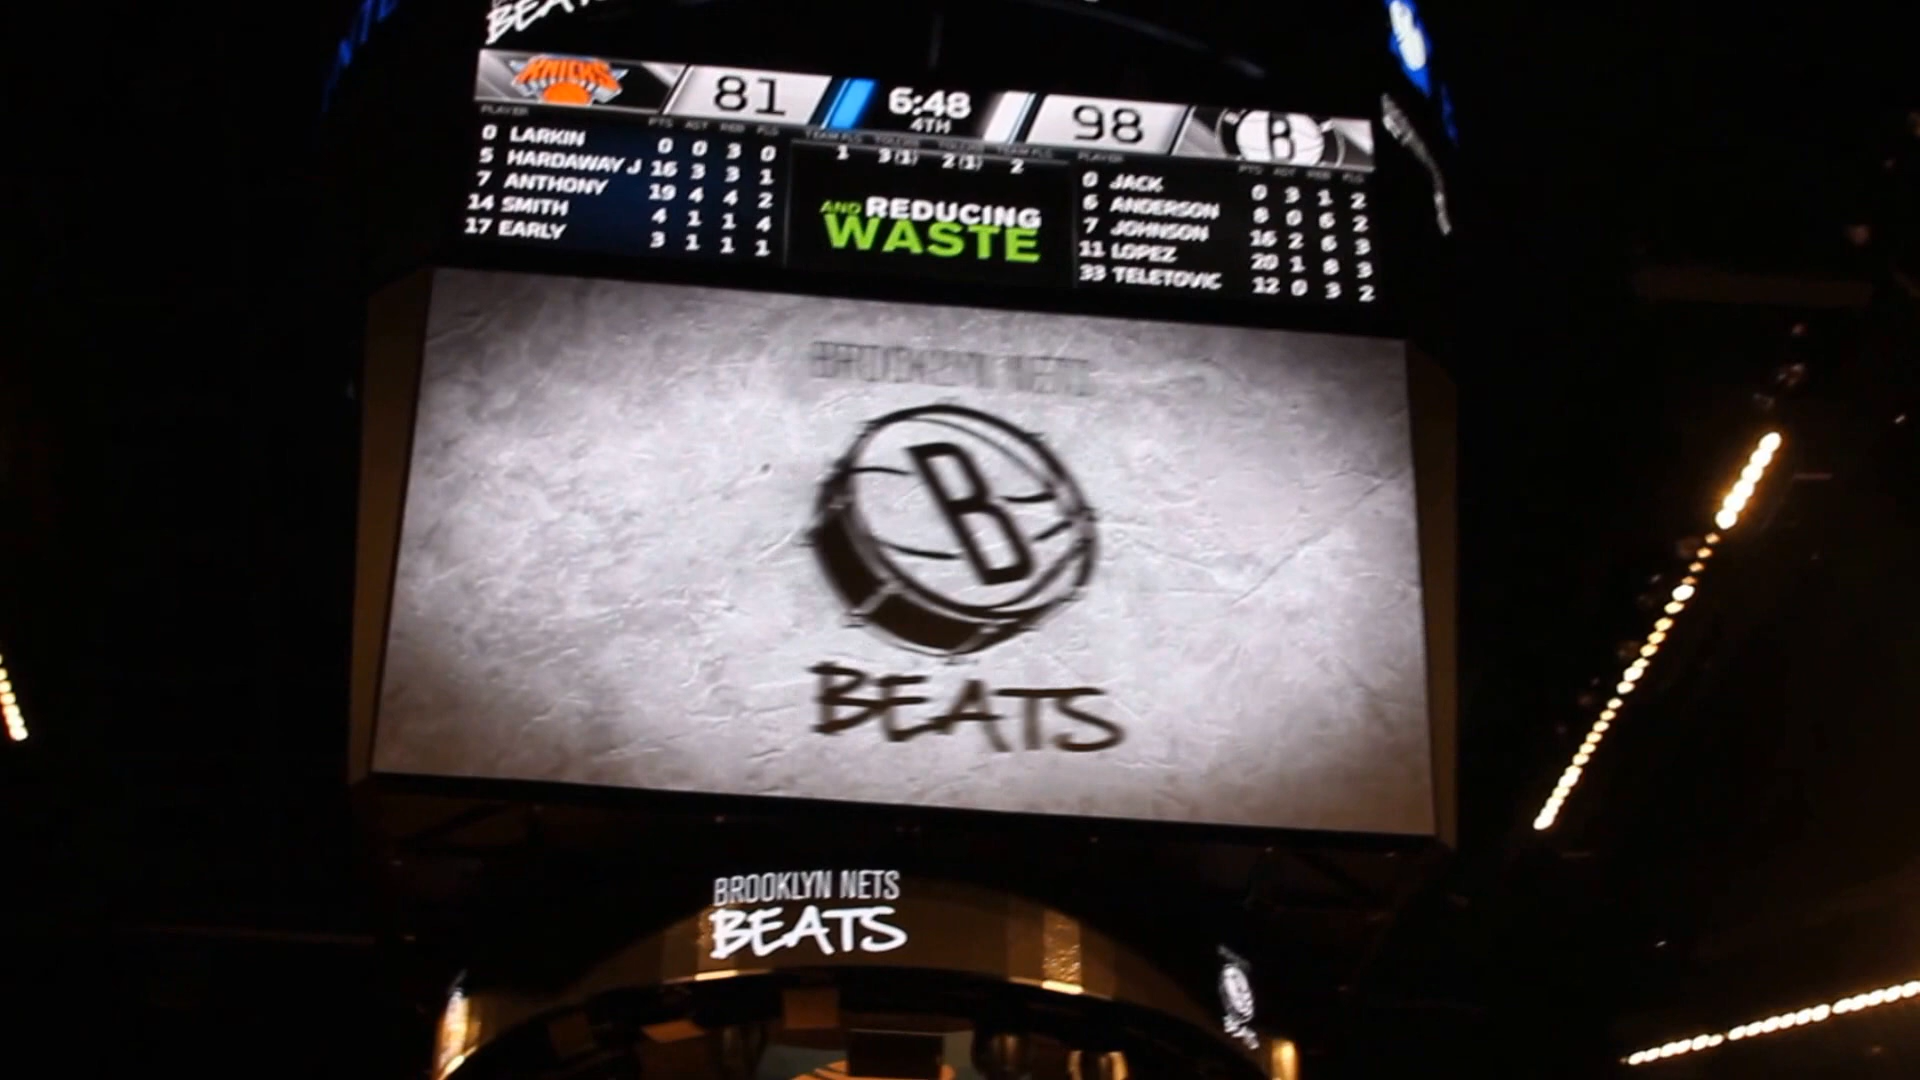 BEATS
KNICKS 81 6:48 4TH 98 B
PLAYER PTS AST REB FLS
0 LARKIN 0 0 3 0
5 HARDAWAY J 16 3 3 1
7 ANTHONY 19 4 4 2
14 SMITH 4 1 1 4
17 EARLY 3 1 1 1
1 3(1) 2(1) 2
AND REDUCING
WASTE
PLAYER PTS AST REB FLS
0 JACK 0 3 1 2
6 ANDERSON 8 0 6 2
7 JOHNSON 16 2 6 3
11 LOPEZ 20 1 8 3
33 TELETOVIC 12 0 3 2
BROOKLYN NETS
B
BEATS
BROOKLYN NETS
BEATS